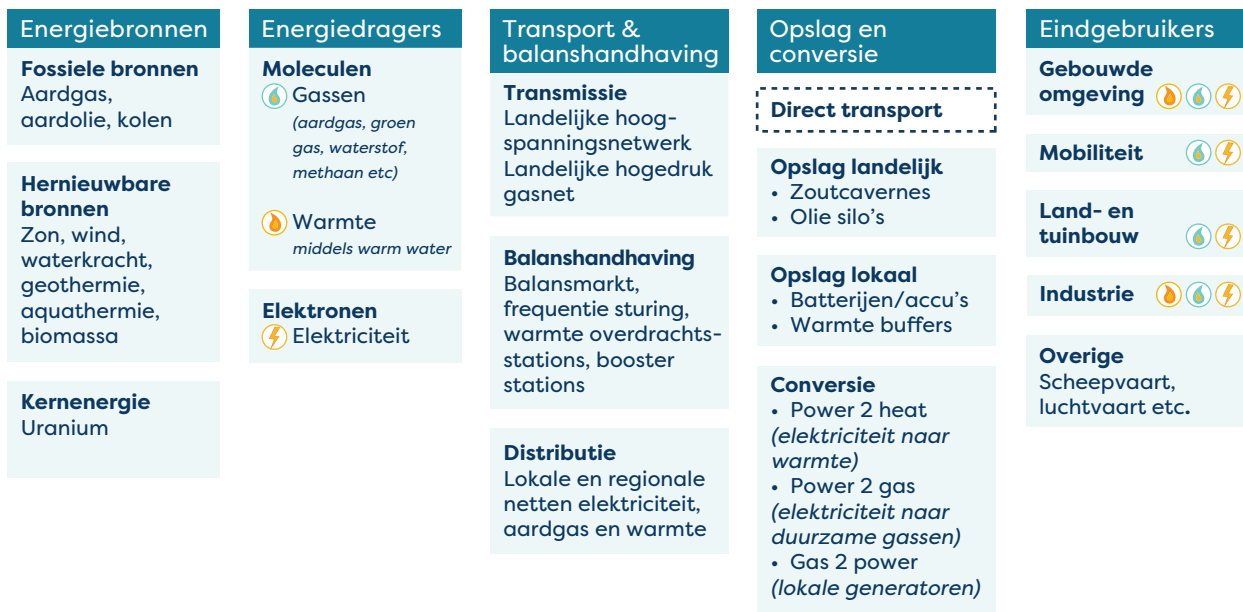 Energiebronnen
Fossiele bronnen
Aardgas,
aardolie, kolen
Hernieuwbare
bronnen
Zon, wind,
waterkracht,
geothermie,
aquathermie,
biomassa
Kernenergie
Uranium
Energiedragers
Moleculen
Gassen
(aardgas, groen
gas, waterstof,
methaan etc)
Warmte
middels warm water
Elektronen
Elektriciteit
Transport &
balanshandhaving
Transmissie
Landelijke hoog-
spanningsnetwerk
Landelijke hogedruk
gasnet
Balanshandhaving
Balansmarkt,
frequentie sturing,
warmte overdrachts-
stations, booster
stations
Distributie
Lokale en regionale
netten elektriciteit,
aardgas en warmte
Opslag en
conversie
Direct transport
Opslag landelijk
• Zoutcavernes
• Olie silo's
Opslag lokaal
• Batterijen/accu's
• Warmte buffers
Conversie
• Power 2 heat
(elektriciteit naar
warmte)
• Power 2 gas
(elektriciteit naar
duurzame gassen)
• Gas 2 power
(lokale generatoren)
Eindgebruikers
Gebouwde
omgeving
Mobiliteit
Land- en
tuinbouw
Industrie
Overige
Scheepvaart,
luchtvaart etc.